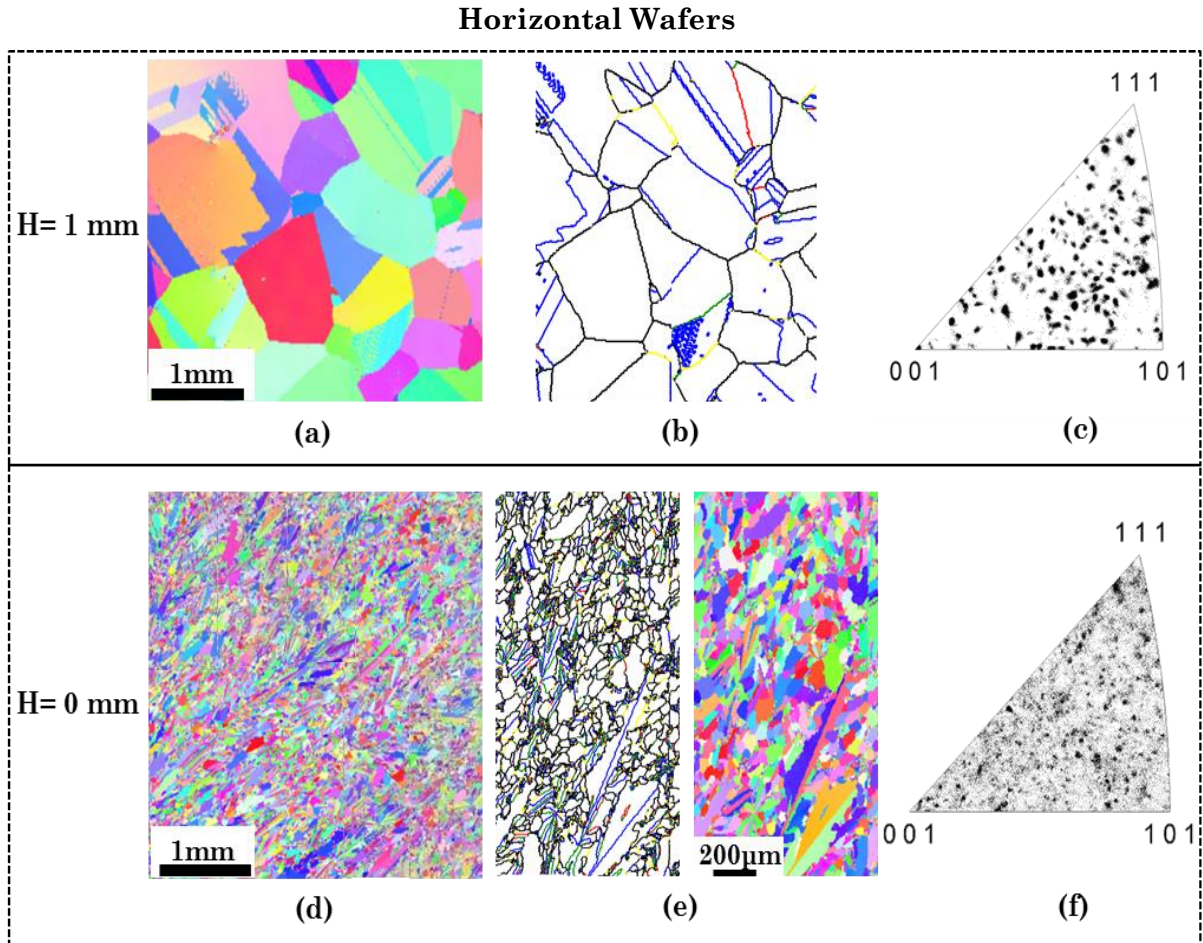 Horizontal Wafers
H= 1 mm
1mm
1 1 1
0 0 1
1 0 1
(a)
(b)
(c)
H= 0 mm
1mm
200μm
1 1 1
0 0 1
1 0 1
(d)
(e)
(f)